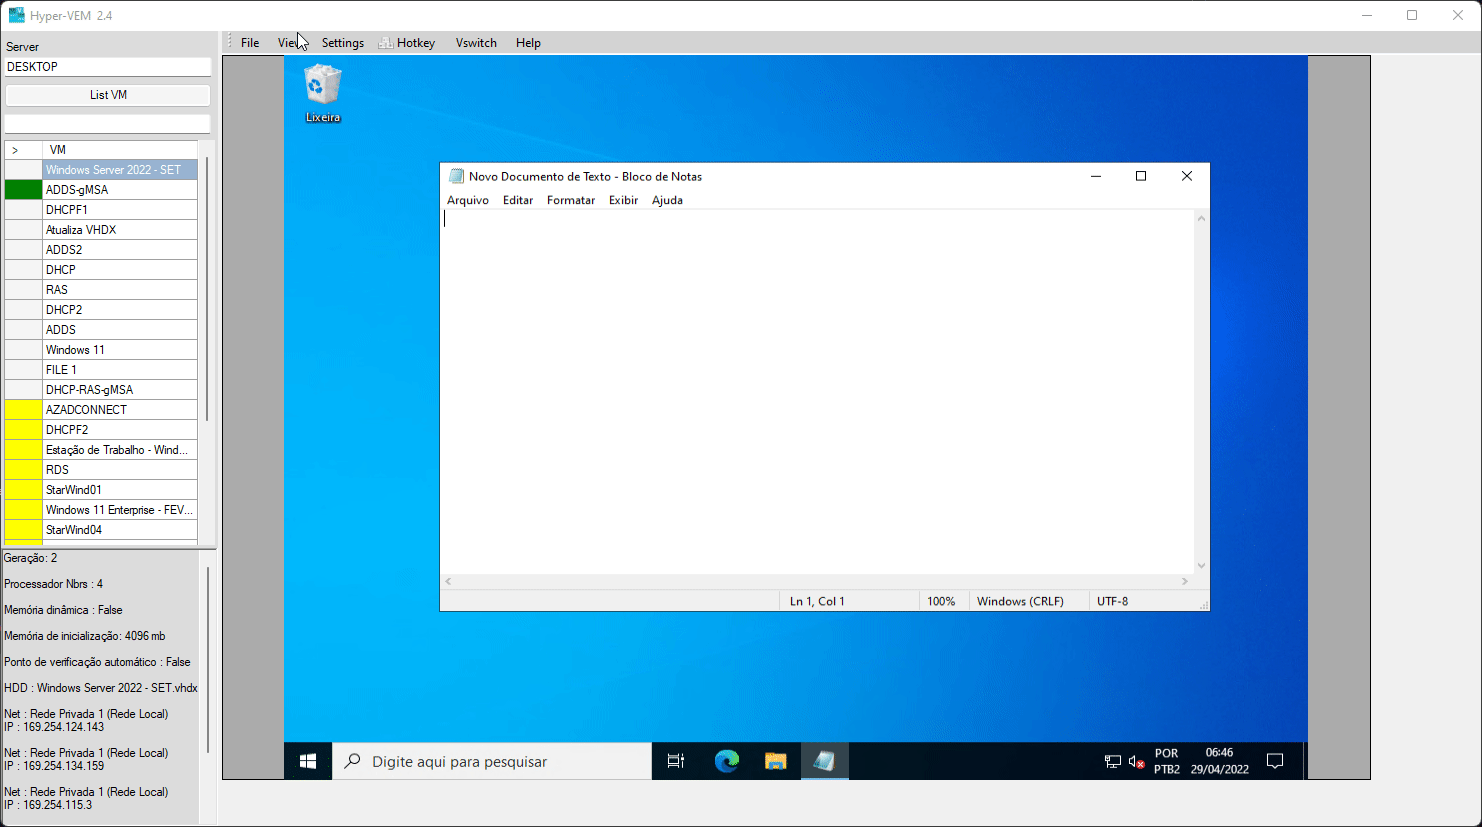 Hyper-VEM 2.4
Server
DESKTOP
List VM
> VM
Windows Server 2022 - SET
ADDS-gMSA
DHCPF1
Atualiza VHDX
ADDS2
DHCP
RAS
DHCP2
ADDS
Windows 11
FILE 1
DHCP-RAS-gMSA
AZADCONNECT
DHCPF2
Estação de Trabalho - Wind...
RDS
StarWind01
Windows 11 Enterprise - FEV...
StarWind04
Geração: 2
Processador Nbrs : 4
Memória dinâmica : False
Memória de inicialização: 4096 mb
Ponto de verificação automático : False
HDD : Windows Server 2022 - SET.vhdx
Net : Rede Privada 1 (Rede Local)
IP : 169.254.124.143
Net : Rede Privada 1 (Rede Local)
IP : 169.254.134.159
Net : Rede Privada 1 (Rede Local)
IP : 169.254.115.3
File View Settings Hotkey Vswitch Help
Lixeira
Novo Documento de Texto - Bloco de Notas
Arquivo Editar Formatar Exibir Ajuda
Ln 1, Col 1 100% Windows (CRLF) UTF-8
Digite aqui para pesquisar
POR
PTB2
06:46
29/04/2022